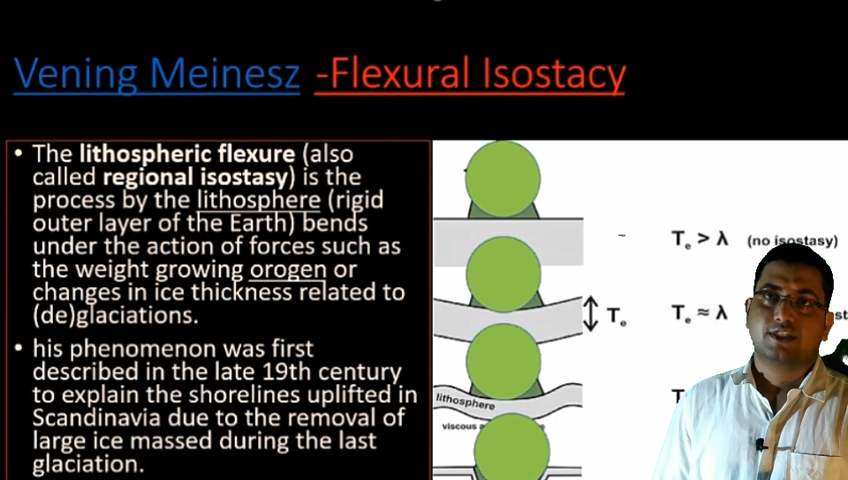 Vening Meinesz -Flexural Isostacy
• The lithospheric flexure (also
called regional isostasy) is the
process by the lithosphere (rigid
outer layer of the Earth) bends
under the action of forces such as
the weight growing orogen or
changes in ice thickness related to
(de)glaciations.
• his phenomenon was first
described in the late 19th century
to explain the shorelines uplifted in
Scandinavia due to the removal of
large ice massed during the last
glaciation.
Te > λ (no isostasy)
Te Te ≈ λ
lithosphere
viscous